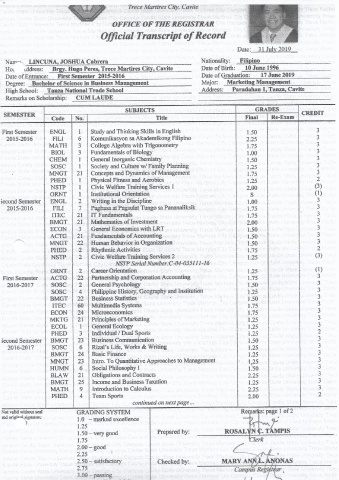 Trece Martires City, Cavite
OFFICE OF THE REGISTRAR
Official Transcript of Record
Date: 31 July 2019
LINCUNA, JOSHUA Cabrera Nationality: Filipino
Address: Brgy. Hugo Perez, Trece Martires City, Cavite Date of Birth: 10 June 1996
Date of Entrance: First Semester 2015-2016 Date of Graduation: 17 June 2019
Degree: Bachelor of Science in Business Management Major: Marketing Management
High School: Tanza National Trade School Address: Paradahan 1, Tanza, Cavite
Remarks on Scholarship: CUM LAUDE
SEMESTER SUBJECTS GRADES CREDIT
Code No. Title Final Re-Exam
First Semester ENGL 1 Study and Thinking Skills in English 1.50 3
2015-2016 FILI 6 Komunikasyon sa Akademikong Filipino 2.25 3
MATH 3 College Algebra with Trigonometry 1.75 3
BIOL 3 Fundamentals of Biology 1.00 3
CHEM 1 General Inorganic Chemistry 1.50 3
SOSC 1 Society and Culture w/ Family Planning 1.25 3
MNGT 21 Concepts and Dynamics of Management 1.75 3
PHED 1 Physical Fitness and Aerobics 1.25 2
NSTP 1 Civic Welfare Training Services 1 2.00 (3)
ORNT 1 Institutional Orientation S (1)
Second Semester ENGL 2 Writing in the Discipline 1.00 3
2015-2016 FILI 7 Pagbasa at Pagsulat Tungo sa Pananaliksik 1.75 3
ITEC 21 IT Fundamentals 1.75 3
BMGT 21 Mathematics of Investment 2.00 3
ECON 3 General Economics with LRT 1.50 3
ACTG 21 Fundamentals of Accounting 1.50 3
MNGT 22 Human Behavior in Organization 1.50 3
PHED 2 Rhythmic Activities 1.75 2
NSTP 2 Civic Welfare Training Services 2 1.25 (3)
NSTP Serial Number:
ORNT 2 Career Orientation 1.25 (1)
First Semester ACTG 22 Partnership and Corporation Accounting 1.75 3
2016-2017 SOSC 2 General Psychology 1.50 3
SOSC 4 Philippine History, Geography and Institution 1.25 3
BMGT 22 Business Statistics 1.50 3
ITEC 60 Multimedia Systems 1.75 3
ECON 24 Microeconomics 1.75 3
MKTG 21 Principles of Marketing 1.25 3
ECOL 1 General Ecology 1.25 3
PHED 3 Individual / Dual Sports 1.25 2
Second Semester BMGT 23 Business Communication 1.50 3
2016-2017 SOSC 6 Rizal's Life, Works & Writing 1.25 3
BMGT 24 Basic Finance 1.25 3
MNGT 23 Intro. To Quantitative Approaches to Management 1.25 3
HUMN 6 Social Philosophy I 1.50 3
BLAW 21 Obligations and Contracts 2.25 3
BMGT 25 Income and Business Taxation 1.25 3
MATH 9 Introduction to Calculus 2.25 3
PHED 4 Team Sports 2.00 2
continued on next page...
Not valid without seal GRADING SYSTEM Remarks: page 1 of 2
1.0 – marked excellence
1.25
1.50 – very good Prepared by: ROSALYN C. TAMPIS
1.75 Clerk
2.00 – good
2.25
2.50 – satisfactory Checked by: MARY ANN L. ANONAS
2.75 Campus Registrar
3.00 – passing